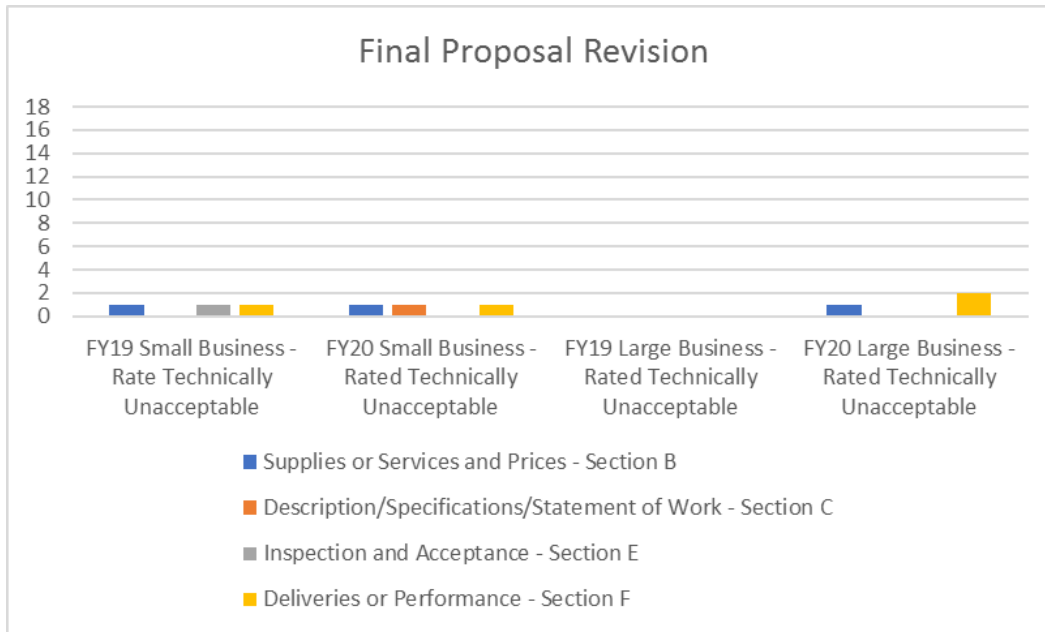 Final Proposal Revision
18
16
14
12
10
8
6
4
2
0
FY19 Small Business -
Rate Technically
Unacceptable
FY20 Small Business -
Rated Technically
Unacceptable
FY19 Large Business -
Rated Technically
Unacceptable
FY20 Large Business -
Rated Technically
Unacceptable
Supplies or Services and Prices - Section B
Description/Specifications/Statement of Work - Section C
Inspection and Acceptance - Section E
Deliveries or Performance - Section F